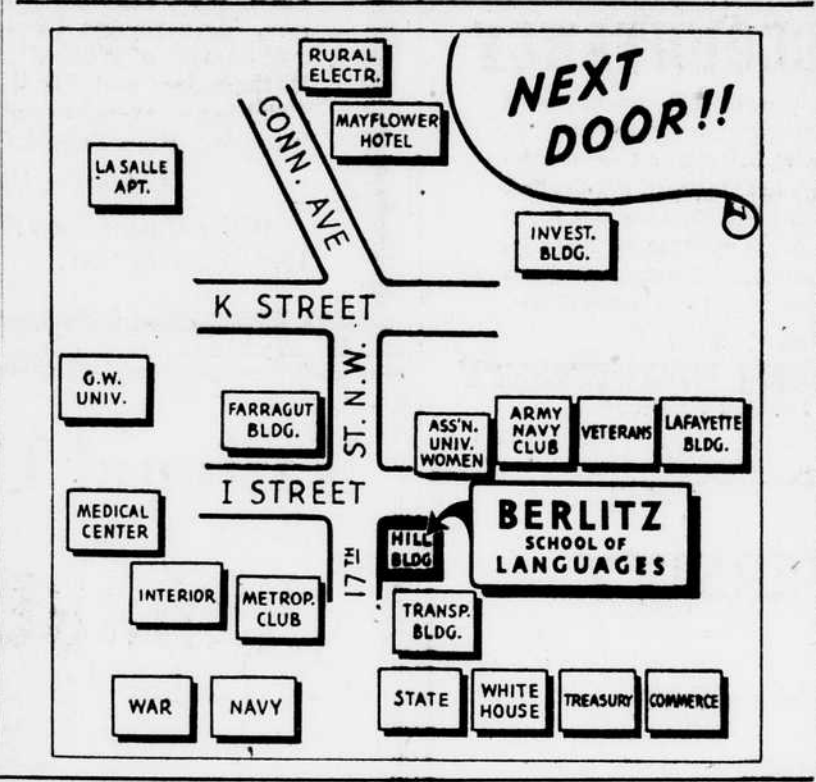 RURAL
ELECTR.
NEXT
DOOR!!
MAYFLOWER
HOTEL
CONN. AVE
LA SALLE
APT.
INVEST.
BLDG.
K STREET
G.W.
UNIV.
FARRAGUT
BLDG.
17TH ST. N.W.
ASS'N.
UNIV.
WOMEN
ARMY
NAVY
CLUB
VETERANS
LAFAYETTE
BLDG.
I STREET
MEDICAL
CENTER
HILL
BLDG
BERLITZ
SCHOOL OF
LANGUAGES
INTERIOR
METROP.
CLUB
TRANSP.
BLDG.
WAR
NAVY
STATE
WHITE
HOUSE
TREASURY
COMMERCE